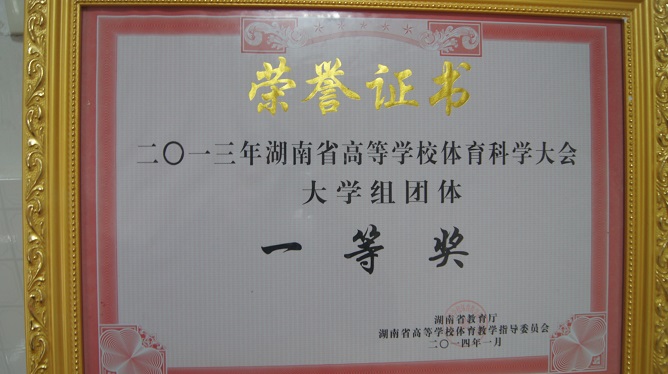 荣誉证书
二〇一三年湖南省高等学校体育科学大会
大学组团体
一等奖
湖南省教育厅
湖南省高等学校体育教学指导委员会
二〇一四年一月